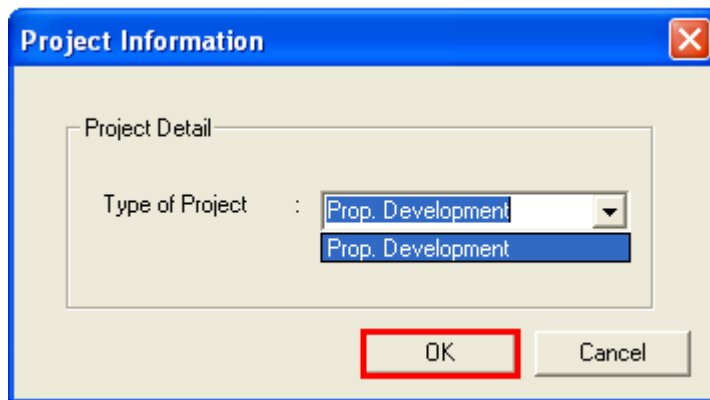 Project Information
Project Detail
Type of Project : Prop. Development
Prop. Development
OK Cancel